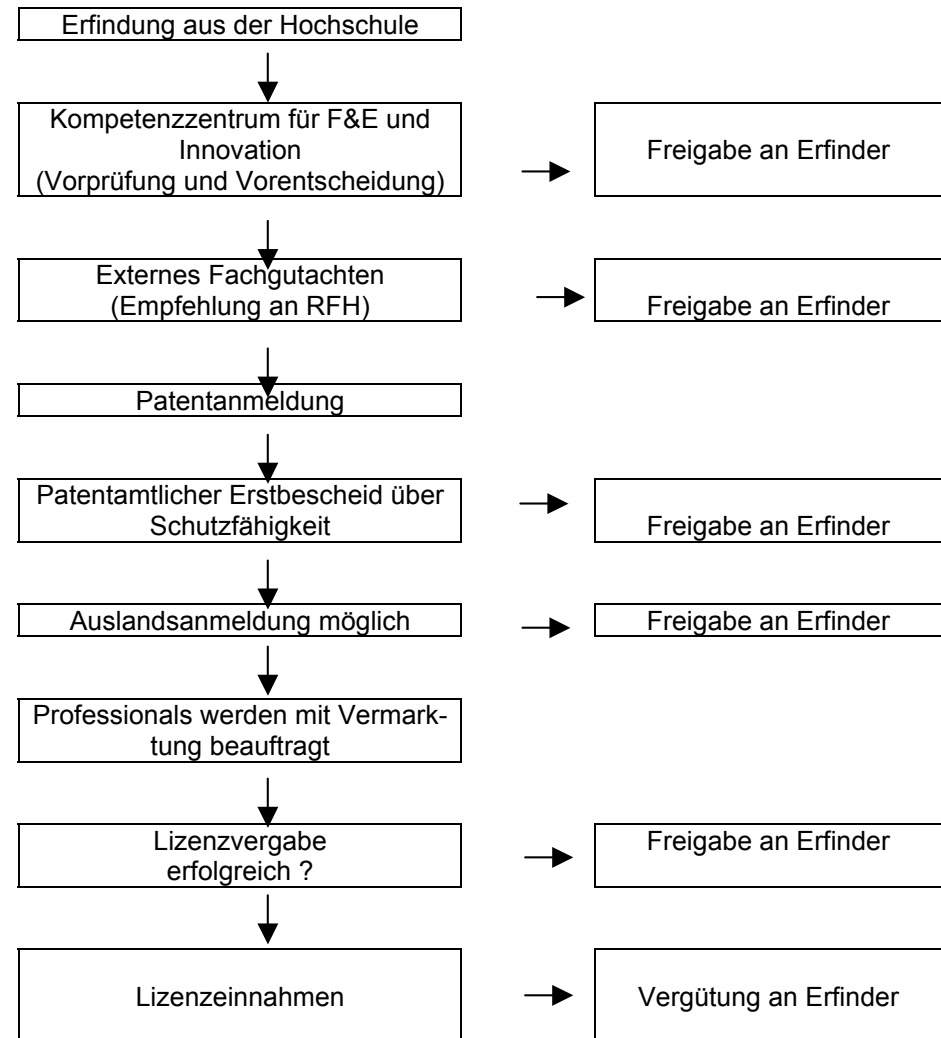 Erfindung aus der Hochschule
Kompetenzzentrum für F&E und
Innovation
(Vorprüfung und Vorentscheidung)
Freigabe an Erfinder
Externes Fachgutachten
(Empfehlung an RFH)
Freigabe an Erfinder
Patentanmeldung
Patentamtlicher Erstbescheid über
Schutzfähigkeit
Freigabe an Erfinder
Auslandsanmeldung möglich
Freigabe an Erfinder
Professionals werden mit Vermark-
tung beauftragt
Lizenzvergabe
erfolgreich ?
Freigabe an Erfinder
Lizenzeinnahmen
Vergütung an Erfinder